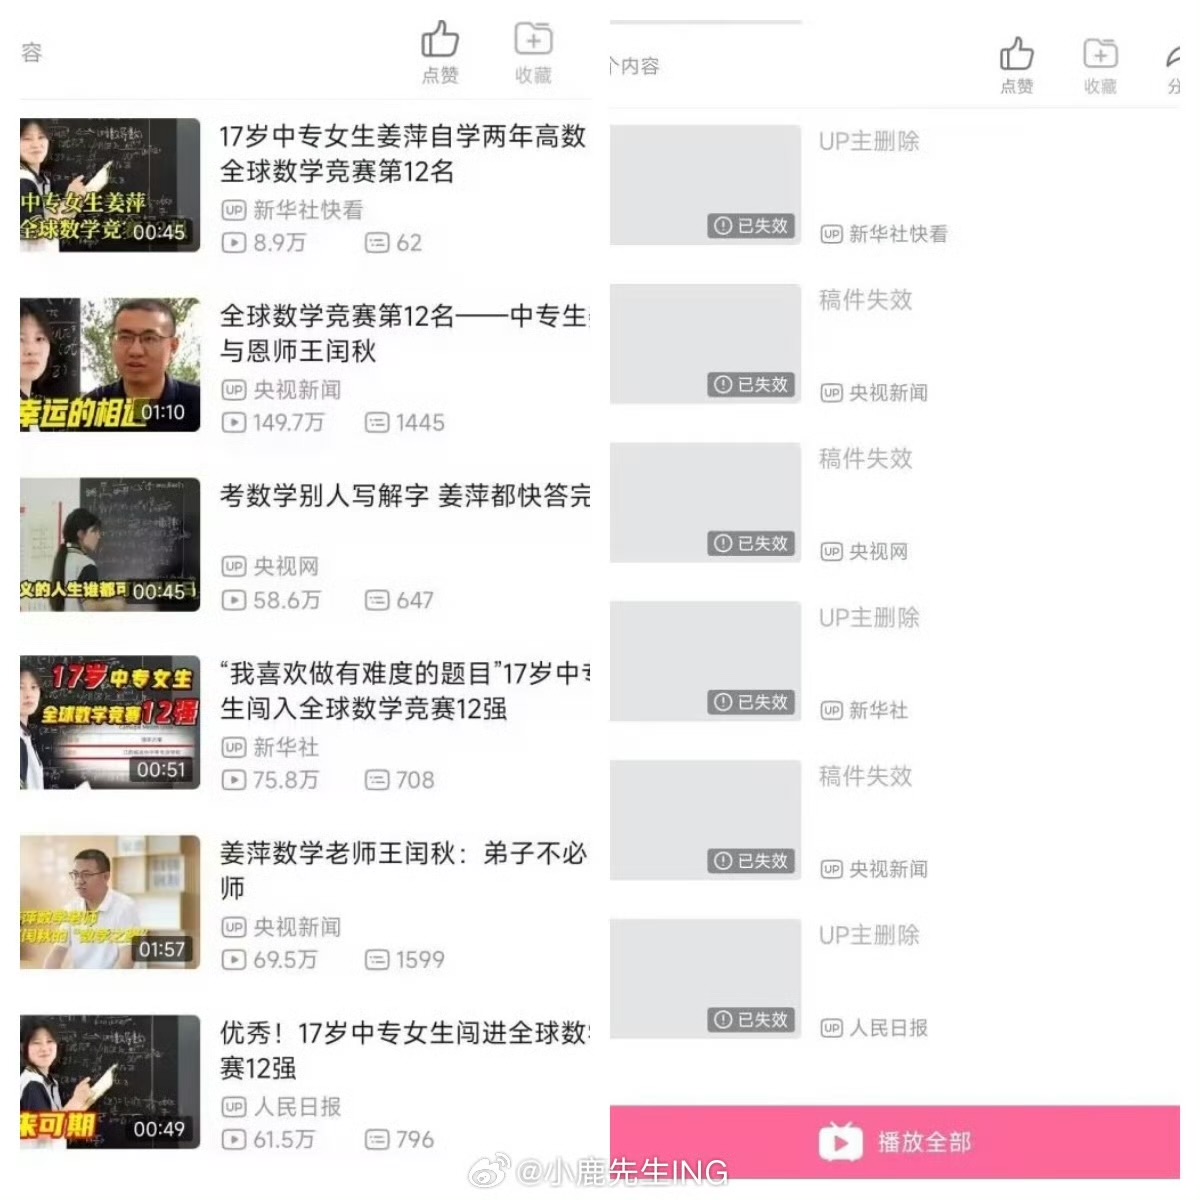 容
点赞
收藏
中专女生姜萍
全球数学竞
00:45
17岁中专女生姜萍自学两年高数
全球数学竞赛第12名
UP 新华社快看
8.9万 62
幸运的相遇
01:10
全球数学竞赛第12名——中专生
与恩师王闰秋
UP 央视新闻
149.7万 1445
义的人生谁都可
00:45
考数学别人写解字 姜萍都快答完
UP 央视网
58.6万 647
17岁中专女生
全球数学竞赛12强
00:51
“我喜欢做有难度的题目”17岁中专
生闯入全球数学竞赛12强
UP 新华社
75.8万 708
萍数学老师
闰秋的“数学之
01:57
姜萍数学老师王闰秋：弟子不必
师
UP 央视新闻
69.5万 1599
来可期
00:49
优秀！17岁中专女生闯进全球数学
赛12强
UP 人民日报
61.5万 796
个内容
点赞
收藏
分
已失效
UP主删除
UP 新华社快看
已失效
稿件失效
UP 央视新闻
已失效
稿件失效
UP 央视网
已失效
UP主删除
UP 新华社
已失效
稿件失效
UP 央视新闻
已失效
UP主删除
UP 人民日报
播放全部
@小鹿先生ING